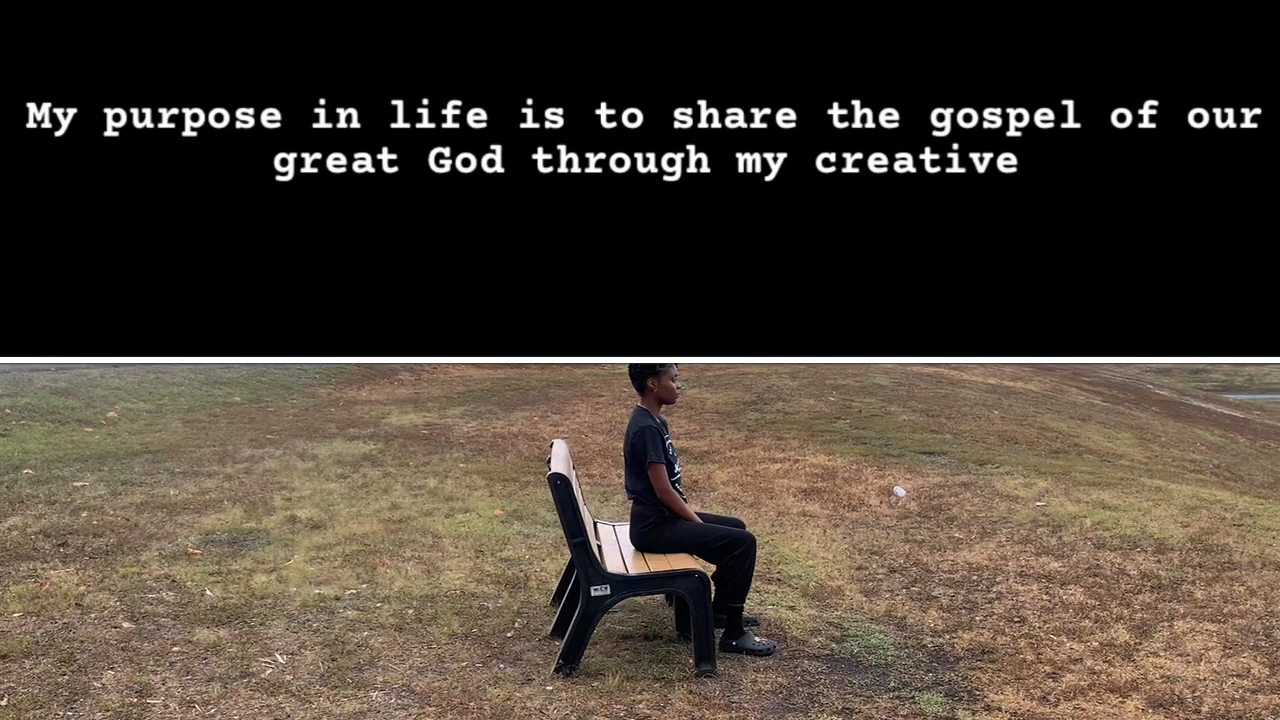 My purpose in life is to share the gospel of our
great God through my creative